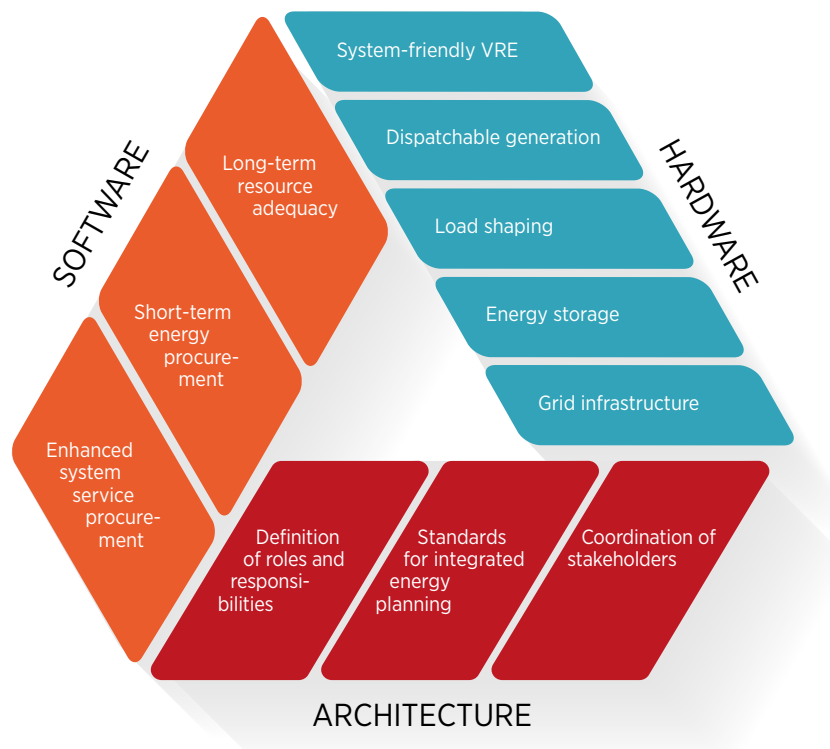 SOFTWARE
Long-term
resource
adequacy
Short-term
energy
procure-
ment
Enhanced
system
service
procure-
ment
HARDWARE
System-friendly VRE
Dispatchable generation
Load shaping
Energy storage
Grid infrastructure
Definition
of roles and
responsi-
bilities
Standards
for integrated
energy
planning
Coordination of
stakeholders
ARCHITECTURE